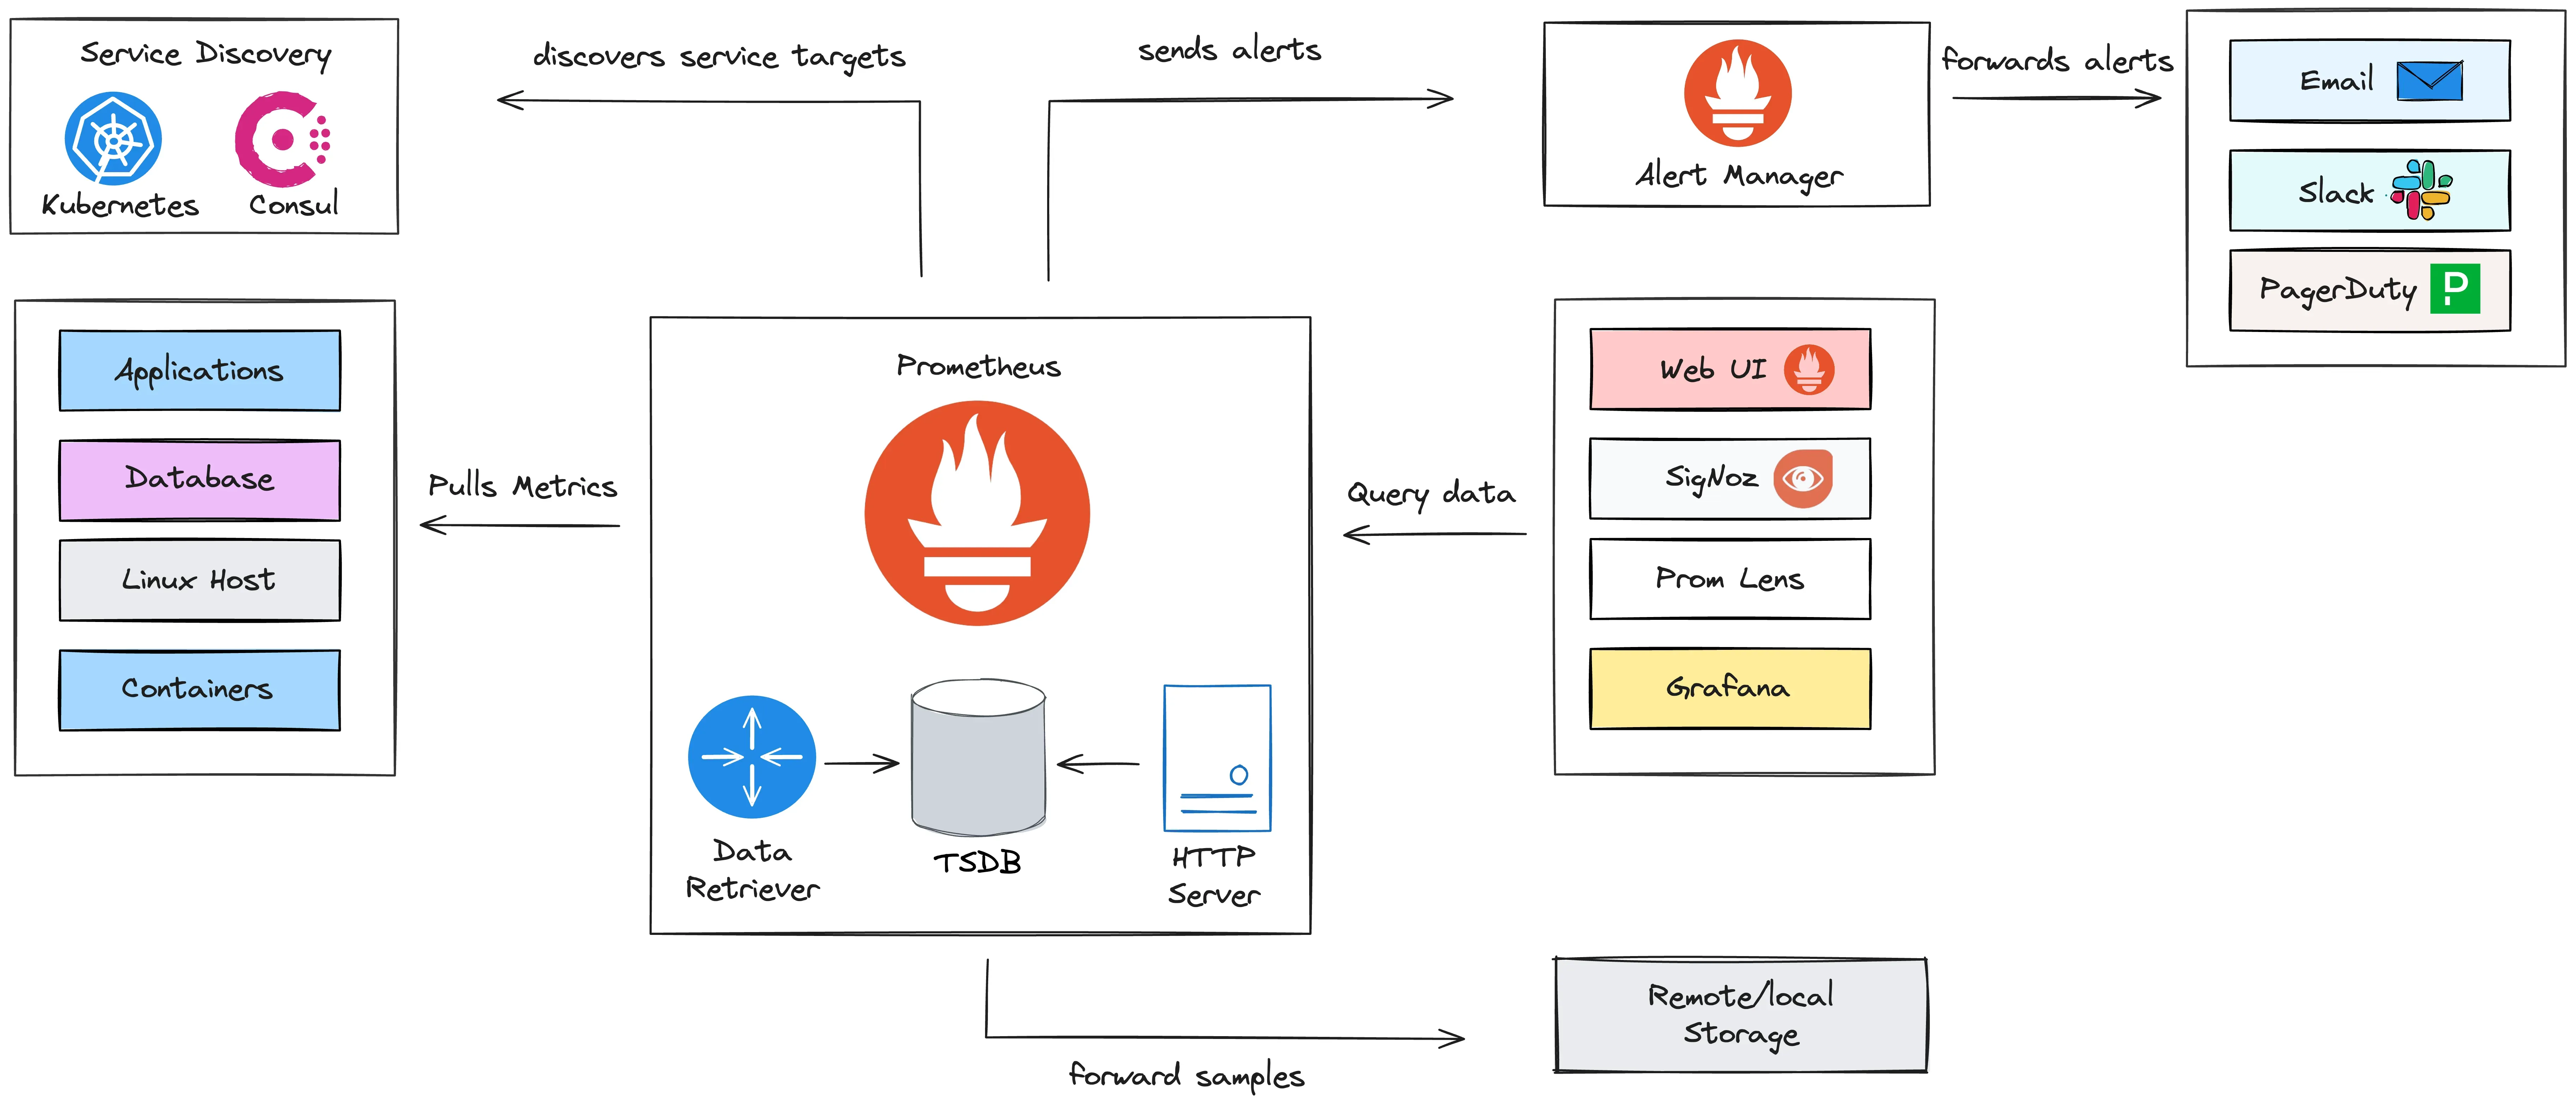 Service Discovery
Kubernetes
Consul
discovers service targets
sends alerts
Alert Manager
forwards alerts
Email
Slack
PagerDuty
P
Applications
Database
Linux Host
Containers
Pulls Metrics
Prometheus
Data
Retriever
TSDB
HTTP
Server
Query data
Web UI
SigNoz
Prom Lens
Grafana
forward samples
Remote/local
Storage